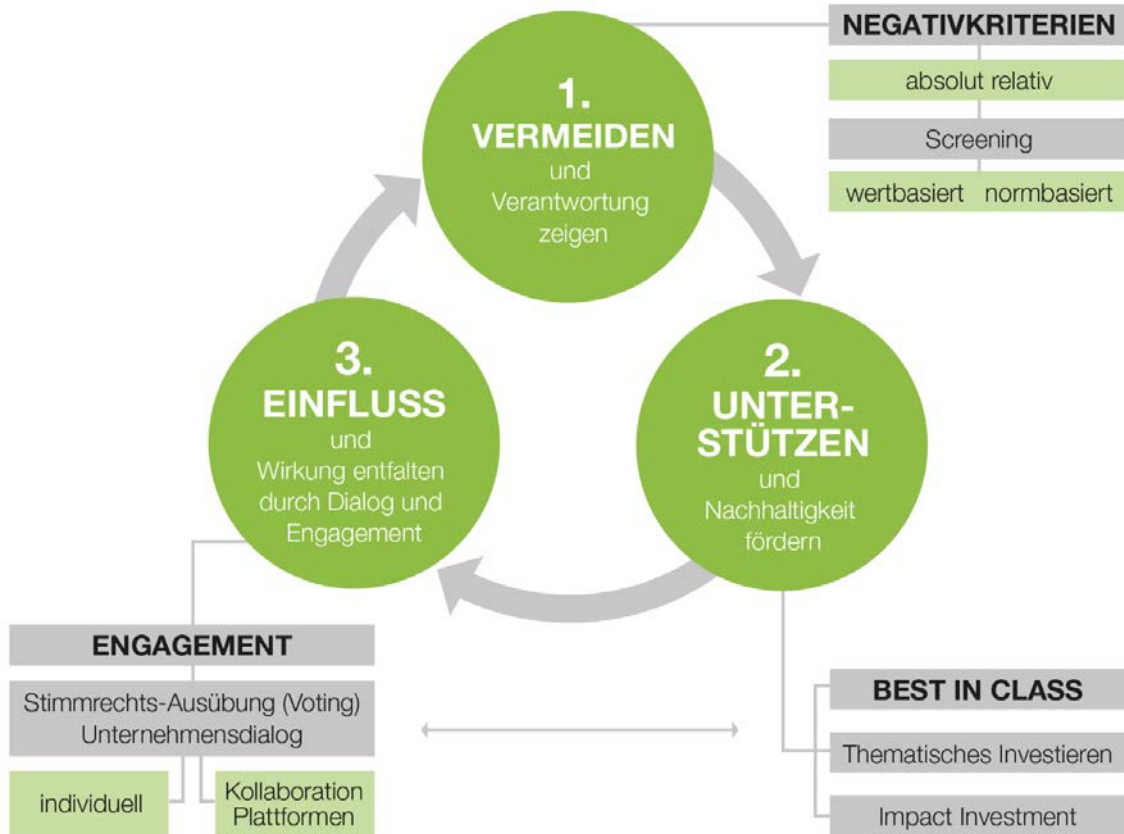 1.
VERMEIDEN
und
Verantwortung
zeigen
NEGATIVKRITERIEN
absolut relativ
Screening
wertbasiert normbasiert
2.
UNTER-
STÜTZEN
und
Nachhaltigkeit
fördern
BEST IN CLASS
Thematisches Investieren
Impact Investment
3.
EINFLUSS
und
Wirkung entfalten
durch Dialog und
Engagement
ENGAGEMENT
Stimmrechts-Ausübung (Voting)
Unternehmensdialog
individuell
Kollaboration
Plattformen